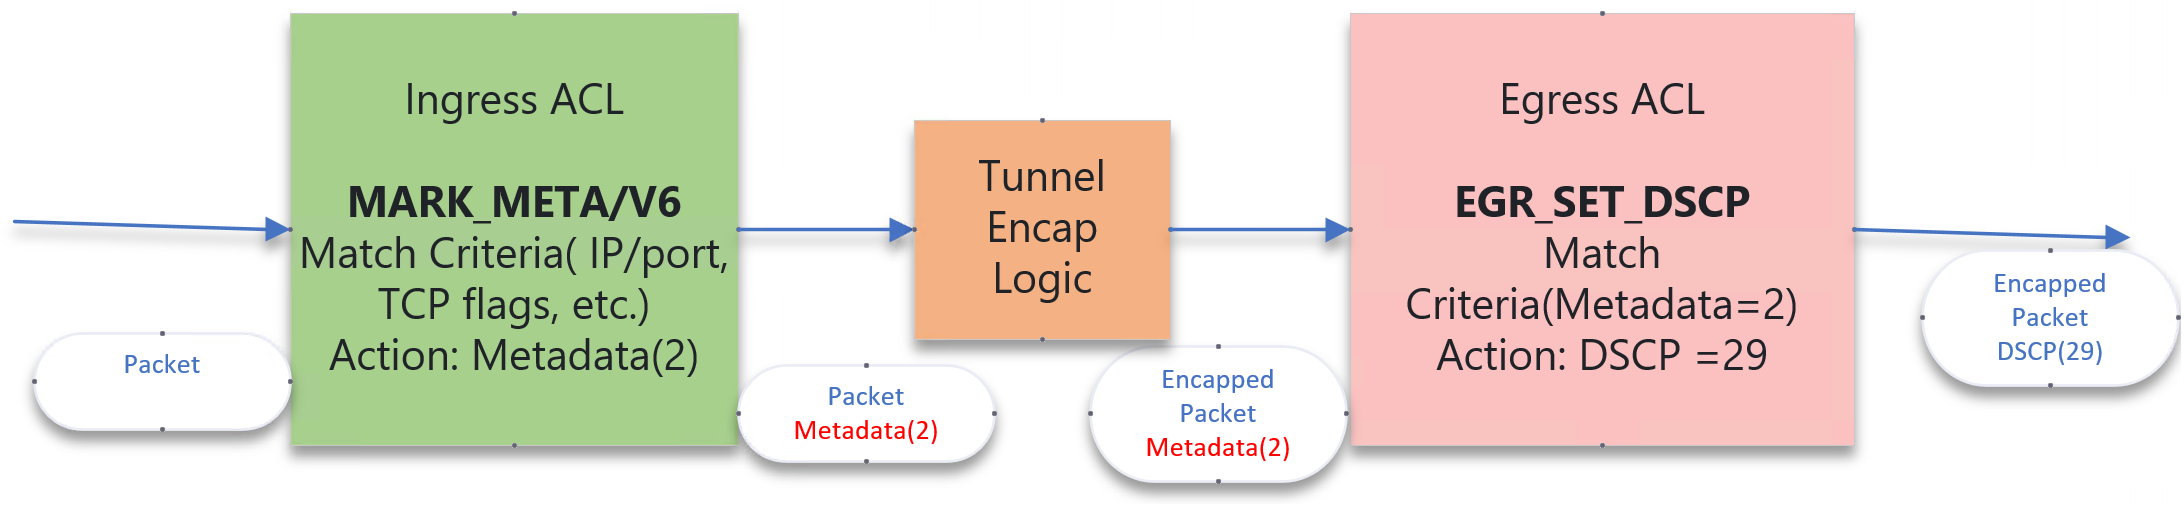 Ingress ACL
MARK_META/V6
Match Criteria( IP/port,
TCP flags, etc.)
Action: Metadata(2)
Tunnel
Encap
Logic
Egress ACL
EGR_SET_DSCP
Match
Criteria(Metadata=2)
Action: DSCP =29
Packet
Packet
Metadata(2)
Encapped
Packet
Metadata(2)
Encapped
Packet
DSCP(29)